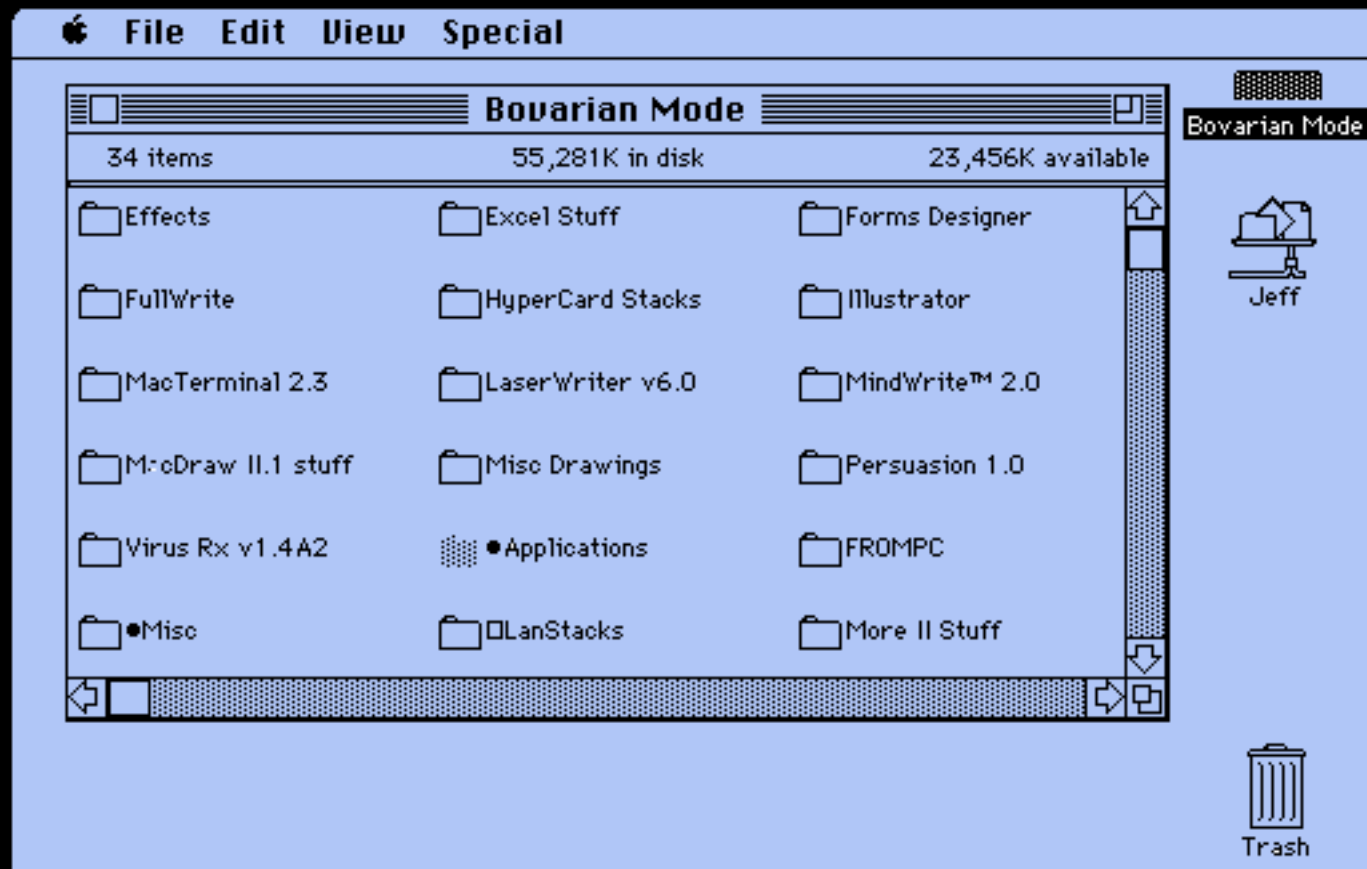 File Edit View Special
Bovarian Mode
34 items 55,281K in disk 23,456K available
Effects Excel Stuff Forms Designer
FullWrite HyperCard Stacks Illustrator
MacTerminal 2.3 LaserWriter v6.0 MindWrite™ 2.0
MacDraw II.1 stuff Misc Drawings Persuasion 1.0
Virus Rx v1.4A2 •Applications FROMPC
•Misc □LanStacks More II Stuff
Bovarian Mode
Jeff
Trash